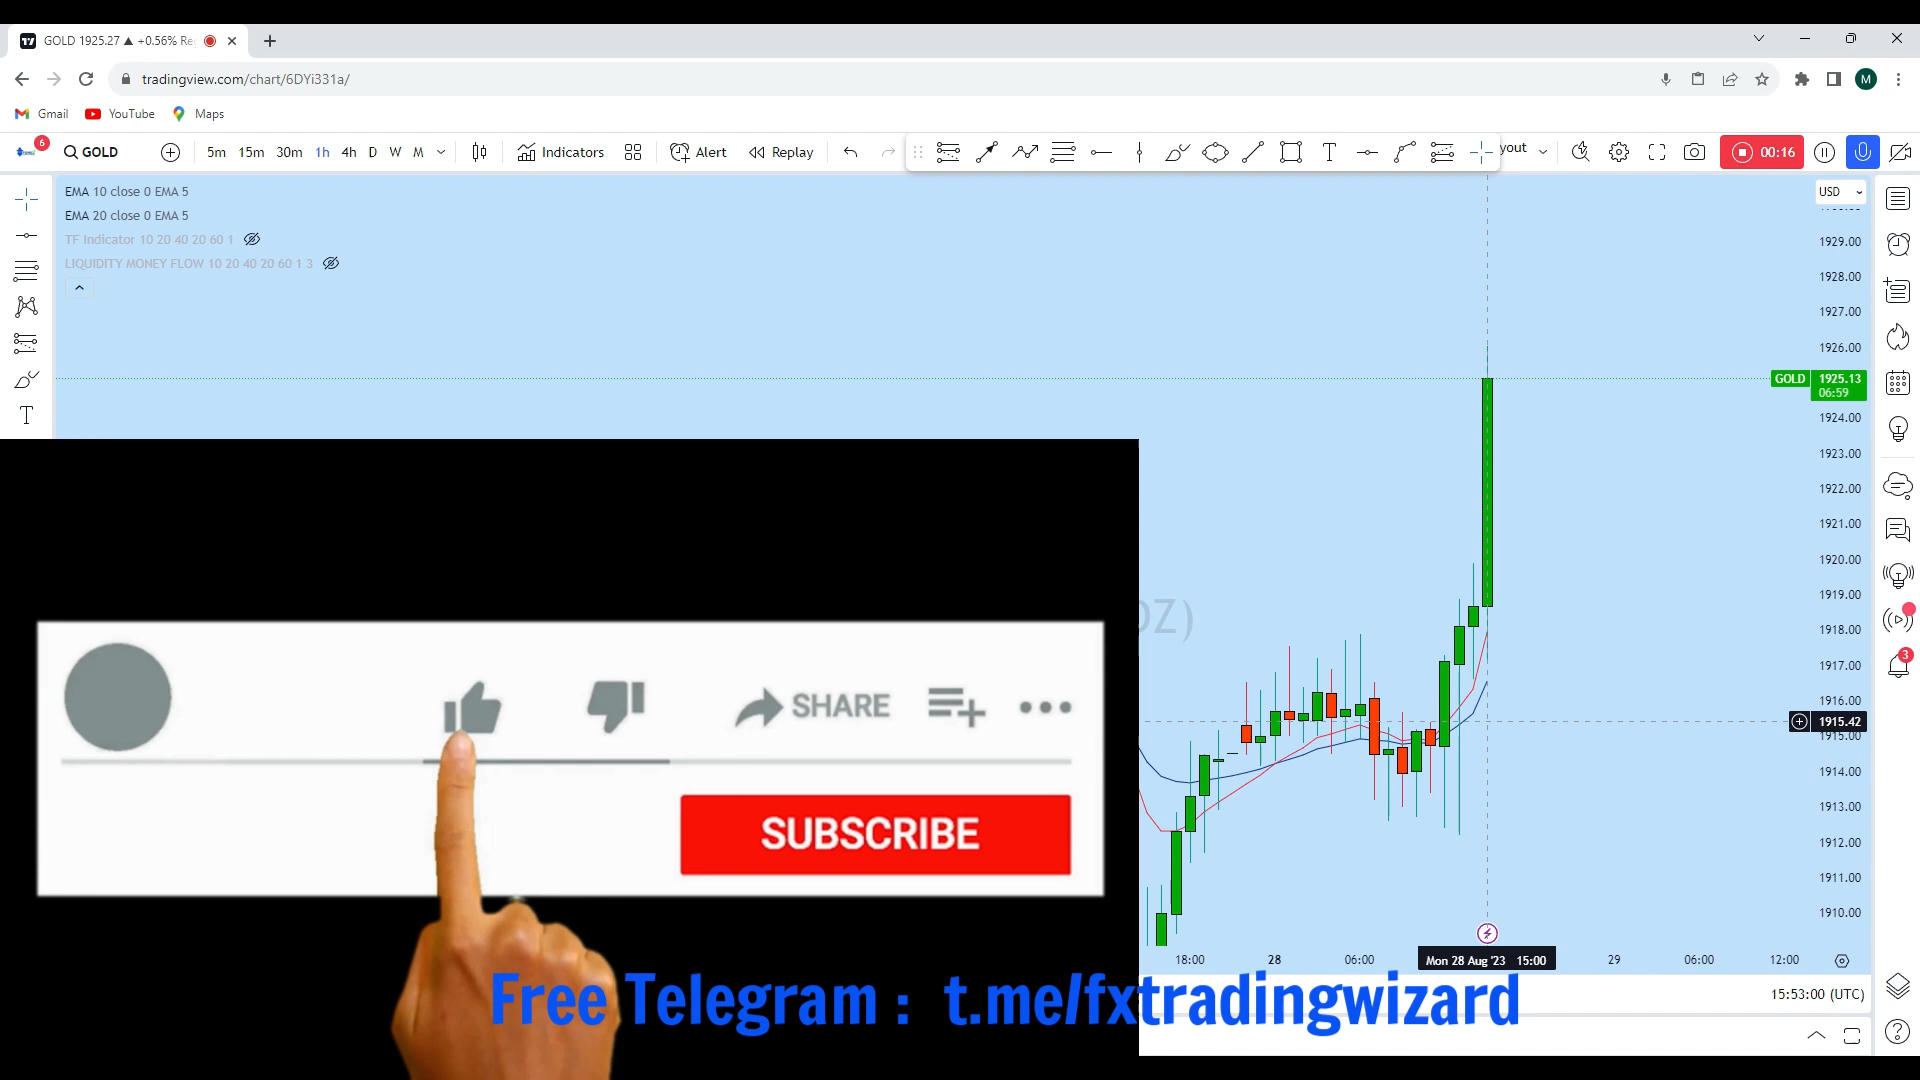 GOLD 1925.27 ▲ +0.56% Re
tradingview.com/chart/6DYi331a/
Gmail YouTube Maps
6
GOLD 5m 15m 30m 1h 4h D W M Indicators Alert Replay yout 00:16
M
EMA 10 close 0 EMA 5
EMA 20 close 0 EMA 5
TF Indicator 10 20 40 20 60 1
LIQUIDITY MONEY FLOW 10 20 40 20 60 1 3
USD
1929.00
1928.00
1927.00
1926.00
GOLD 1925.13
06:59
1924.00
1923.00
1922.00
1921.00
1920.00
1919.00
1918.00
1917.00
1916.00
1915.42
1915.00
1914.00
1913.00
1912.00
1911.00
1910.00
3
DZ)
SHARE
SUBSCRIBE
18:00 28 06:00 Mon 28 Aug '23 15:00 29 06:00 12:00
15:53:00 (UTC)
Free Telegram : t.me/fxtradingwizard